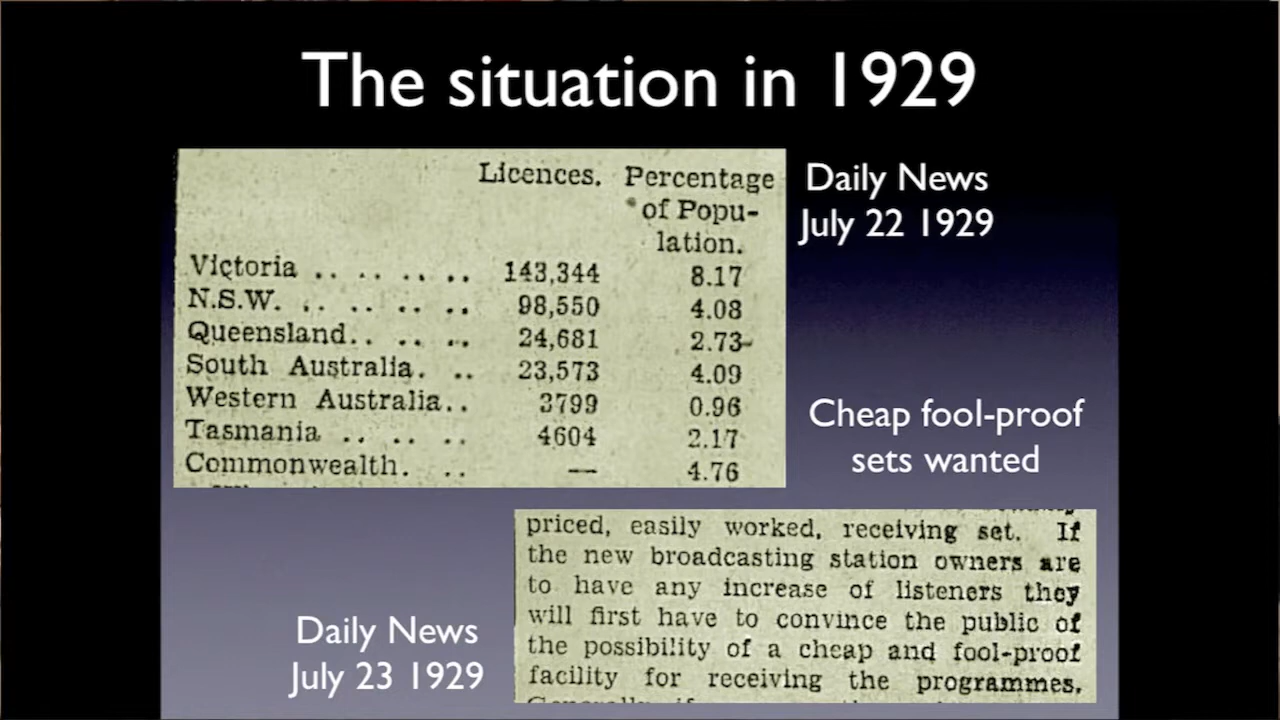 The situation in 1929
Licences. Percentage
of Popu-
lation.
Victoria .. .. .. .. 143,344 8.17
N.S.W. .. .. .. .. 98,550 4.08
Queensland.. .. .. 24,681 2.73
South Australia. .. 23,573 4.09
Western Australia.. 3799 0.96
Tasmania .. .. .. 4604 2.17
Commonwealth. .. — 4.76
Daily News
July 22 1929
Cheap fool-proof
sets wanted
priced, easily worked, receiving set. If
the new broadcasting station owners are
to have any increase of listeners they
will first have to convince the public of
the possibility of a cheap and fool-proof
facility for receiving the programmes.
Daily News
July 23 1929